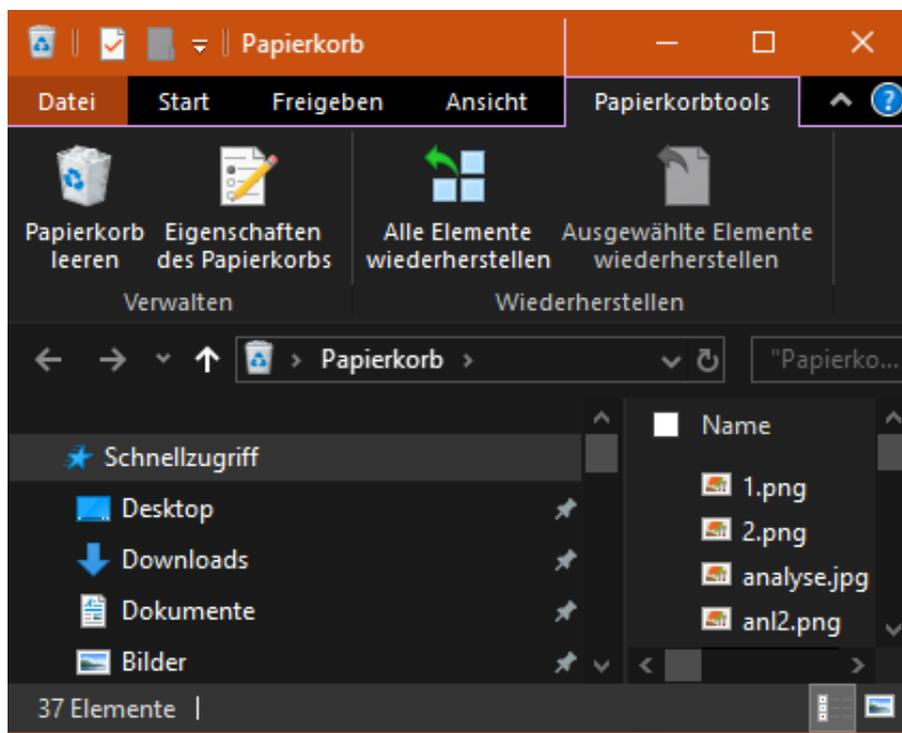 Papierkorb
Datei Start Freigeben Ansicht Papierkorbtools
Papierkorb leeren
Eigenschaften des Papierkorbs
Alle Elemente wiederherstellen
Ausgewählte Elemente wiederherstellen
Verwalten Wiederherstellen
Papierkorb "Papierko...
Schnellzugriff
Desktop
Downloads
Dokumente
Bilder
Name
1.png
2.png
analyse.jpg
anl2.png
37 Elemente